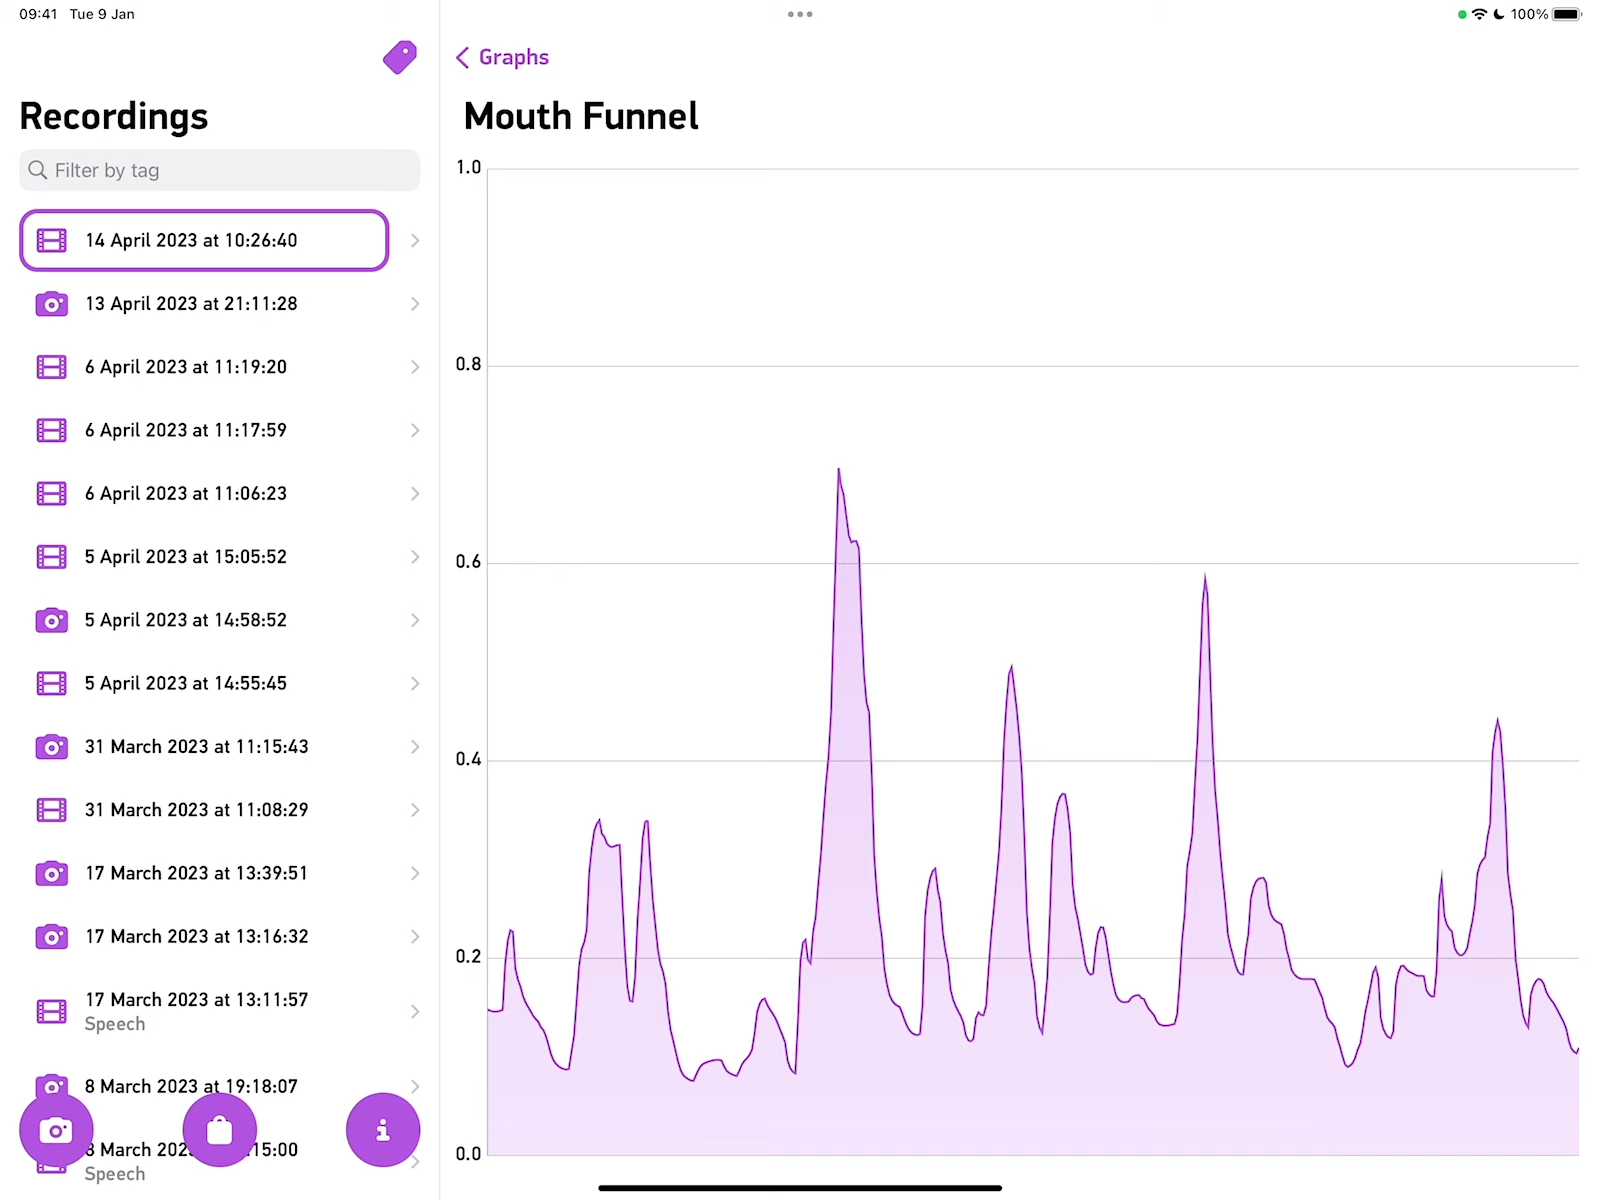 09:41 Tue 9 Jan
100%
Recordings
Filter by tag
14 April 2023 at 10:26:40
13 April 2023 at 21:11:28
6 April 2023 at 11:19:20
6 April 2023 at 11:17:59
6 April 2023 at 11:06:23
5 April 2023 at 15:05:52
5 April 2023 at 14:58:52
5 April 2023 at 14:55:45
31 March 2023 at 11:15:43
31 March 2023 at 11:08:29
17 March 2023 at 13:39:51
17 March 2023 at 13:16:32
17 March 2023 at 13:11:57
Speech
8 March 2023 at 19:18:07
8 March 202 15:00
Speech
Graphs
Mouth Funnel
1.0
0.8
0.6
0.4
0.2
0.0